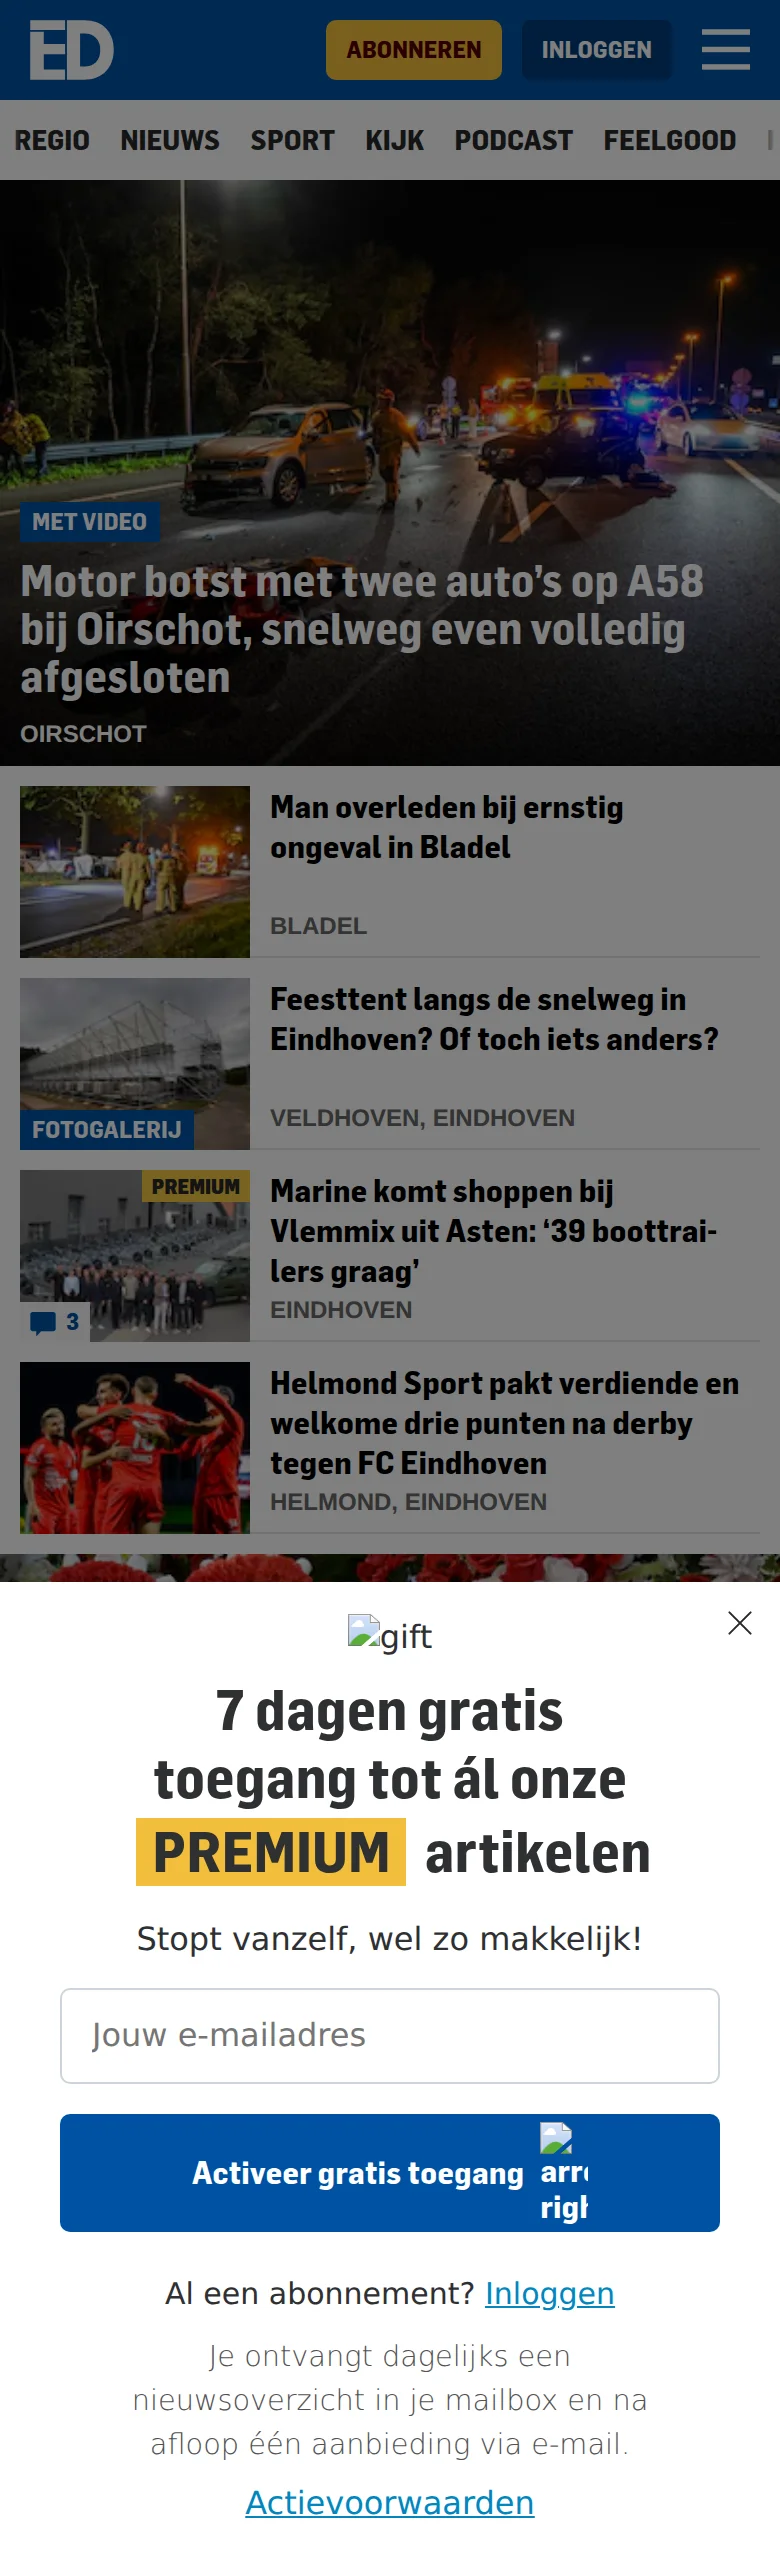 ED
ABONNEREN
INLOGGEN
REGIO NIEUWS SPORT KIJK PODCAST FEELGOOD
MET VIDEO
Motor botst met twee auto’s op A58
bij Oirschot, snelweg even volledig
afgesloten
OIRSCHOT
Man overleden bij ernstig
ongeval in Bladel
BLADEL
Feesttent langs de snelweg in
Eindhoven? Of toch iets anders?
FOTOGALERIJ
VELDHOVEN, EINDHOVEN
PREMIUM
Marine komt shoppen bij
Vlemmix uit Asten: ‘39 boottrai-
lers graag’
3
EINDHOVEN
Helmond Sport pakt verdiende en
welkome drie punten na derby
tegen FC Eindhoven
HELMOND, EINDHOVEN
gift
7 dagen gratis
toegang tot ál onze
PREMIUM artikelen
Stopt vanzelf, wel zo makkelijk!
Jouw e-mailadres
Activeer gratis toegang
Al een abonnement? Inloggen
Je ontvangt dagelijks een
nieuwsoverzicht in je mailbox en na
afloop één aanbieding via e-mail.
Actievoorwaarden